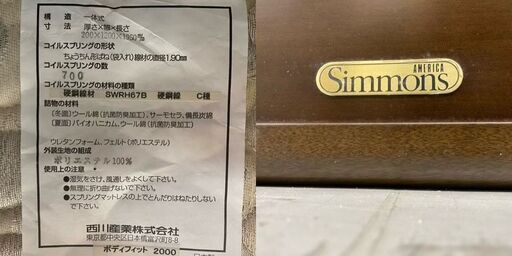 構造 一体式
寸法 厚さ×幅×長さ
200×1200×1950㎜
コイルスプリングの形状
ちょうちん形ばね(袋入れ)線材の直径1.90㎜
コイルスプリングの数
700
コイルスプリングの材料の種類
硬鋼線材 SWRH67B 硬鋼線 C種
詰物の材料
(冬面)ウール綿(抗菌防臭加工)、サーモセラ、備長炭綿
(夏面)バイオハニカム、ウール綿(抗菌防臭加工)
ウレタンフォーム、フェルト(ポリエステル)
外装生地の組成
ポリエステル100%
使用上の注意
●湿気をさけ、風通しをよくして下さい。
●無理に折り曲げないで下さい。
●スプリングマットレスの上でとんだりはねたりしないで下さい。
西川産業株式会社
東京都中央区日本橋富沢町8-8
ボディフィット 2000
AMERICA
Simmons